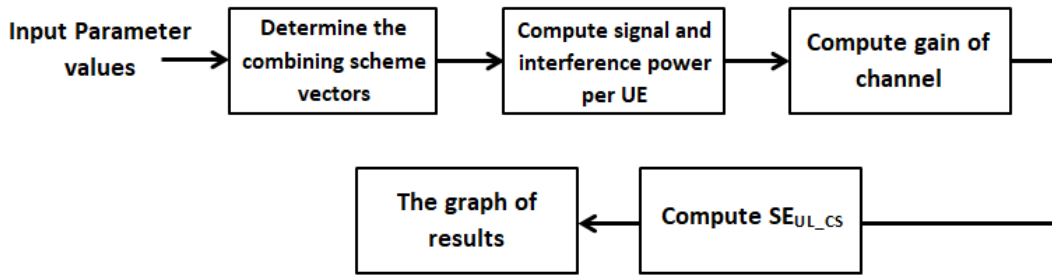 Input Parameter
values
Determine the
combining scheme
vectors
Compute signal and
interference power
per UE
Compute gain of
channel
The graph of
results
Compute SE_UL_CS